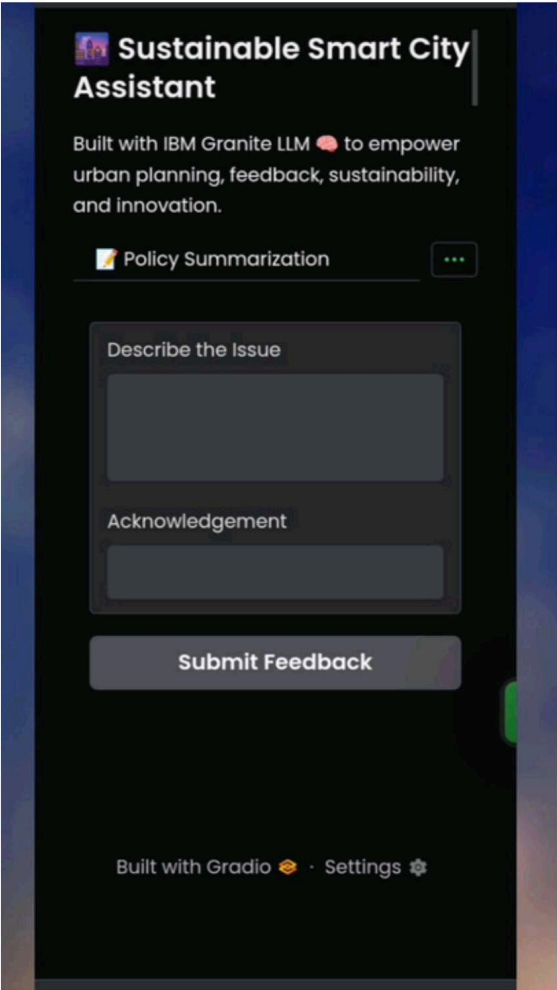 🌆 Sustainable Smart City
Assistant
Built with IBM Granite LLM 🧠 to empower
urban planning, feedback, sustainability,
and innovation.
📝 Policy Summarization
Describe the Issue
Acknowledgement
Submit Feedback
Built with Gradio · Settings